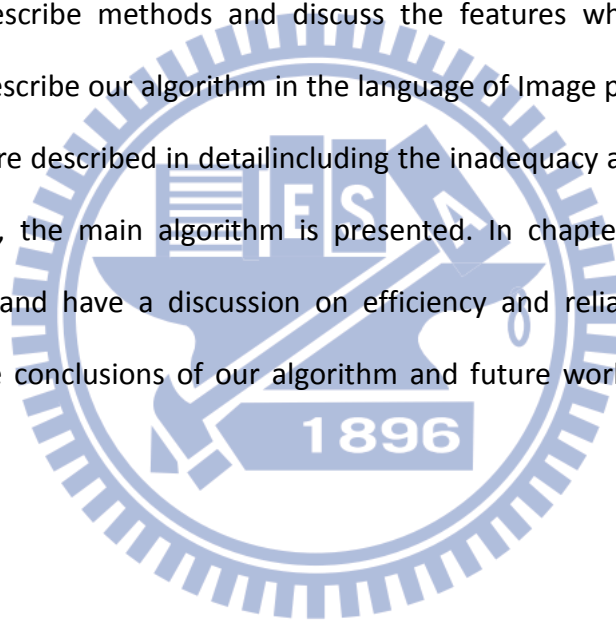 escribe methods and discuss the features wh
escribe our algorithm in the language of Image p
re described in detailincluding the inadequacy a
, the main algorithm is presented. In chapte
E S A
and have a discussion on efficiency and relia
e conclusions of our algorithm and future work
1896